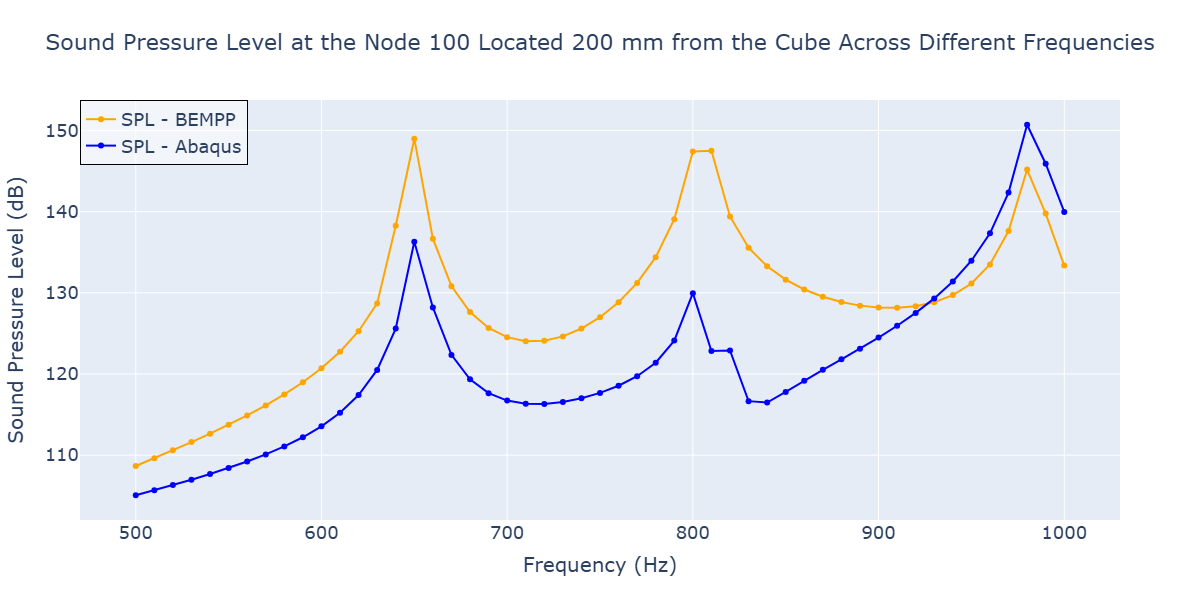 Sound Pressure Level at the Node 100 Located 200 mm from the Cube Across Different Frequencies
SPL - BEMPP
SPL - Abaqus
Sound Pressure Level (dB)
150
140
130
120
110
500 600 700 800 900 1000
Frequency (Hz)